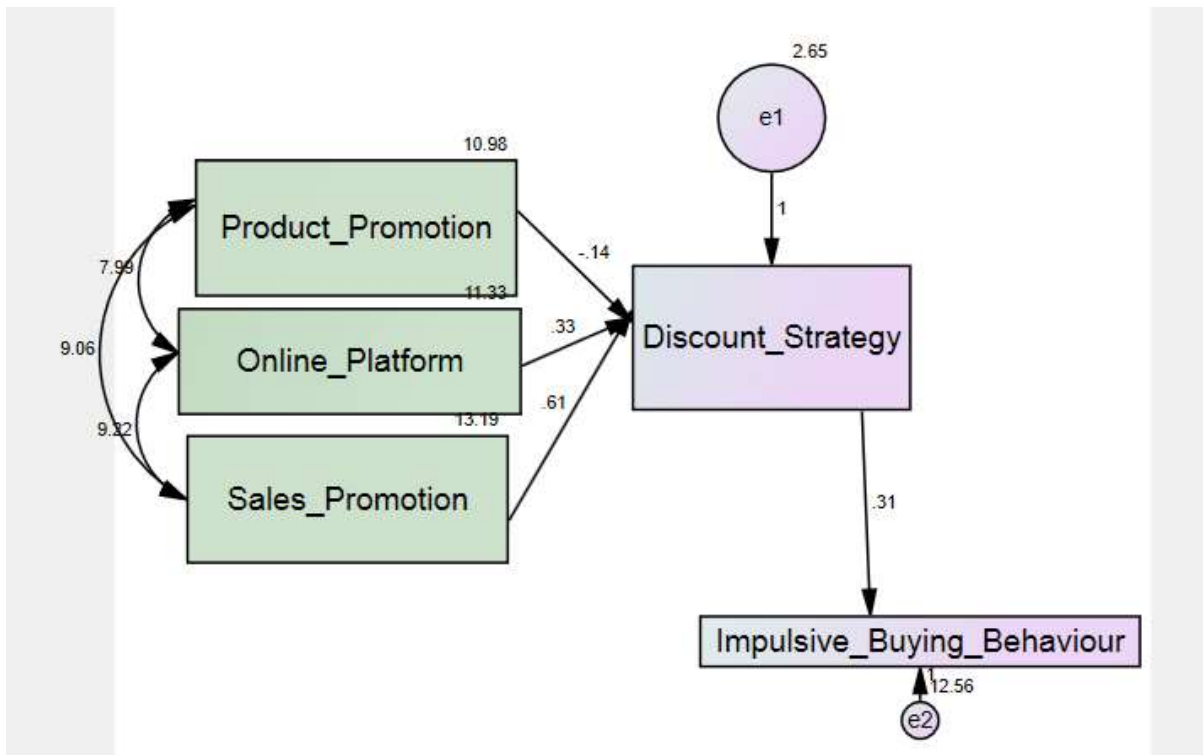 2.65
e1
10.98
Product_Promotion
1
-.14
7.99
11.33
.33
Online_Platform
Discount_Strategy
9.06
.61
13.19
9.22
Sales_Promotion
.31
Impulsive_Buying_Behaviour
1
12.56
e2